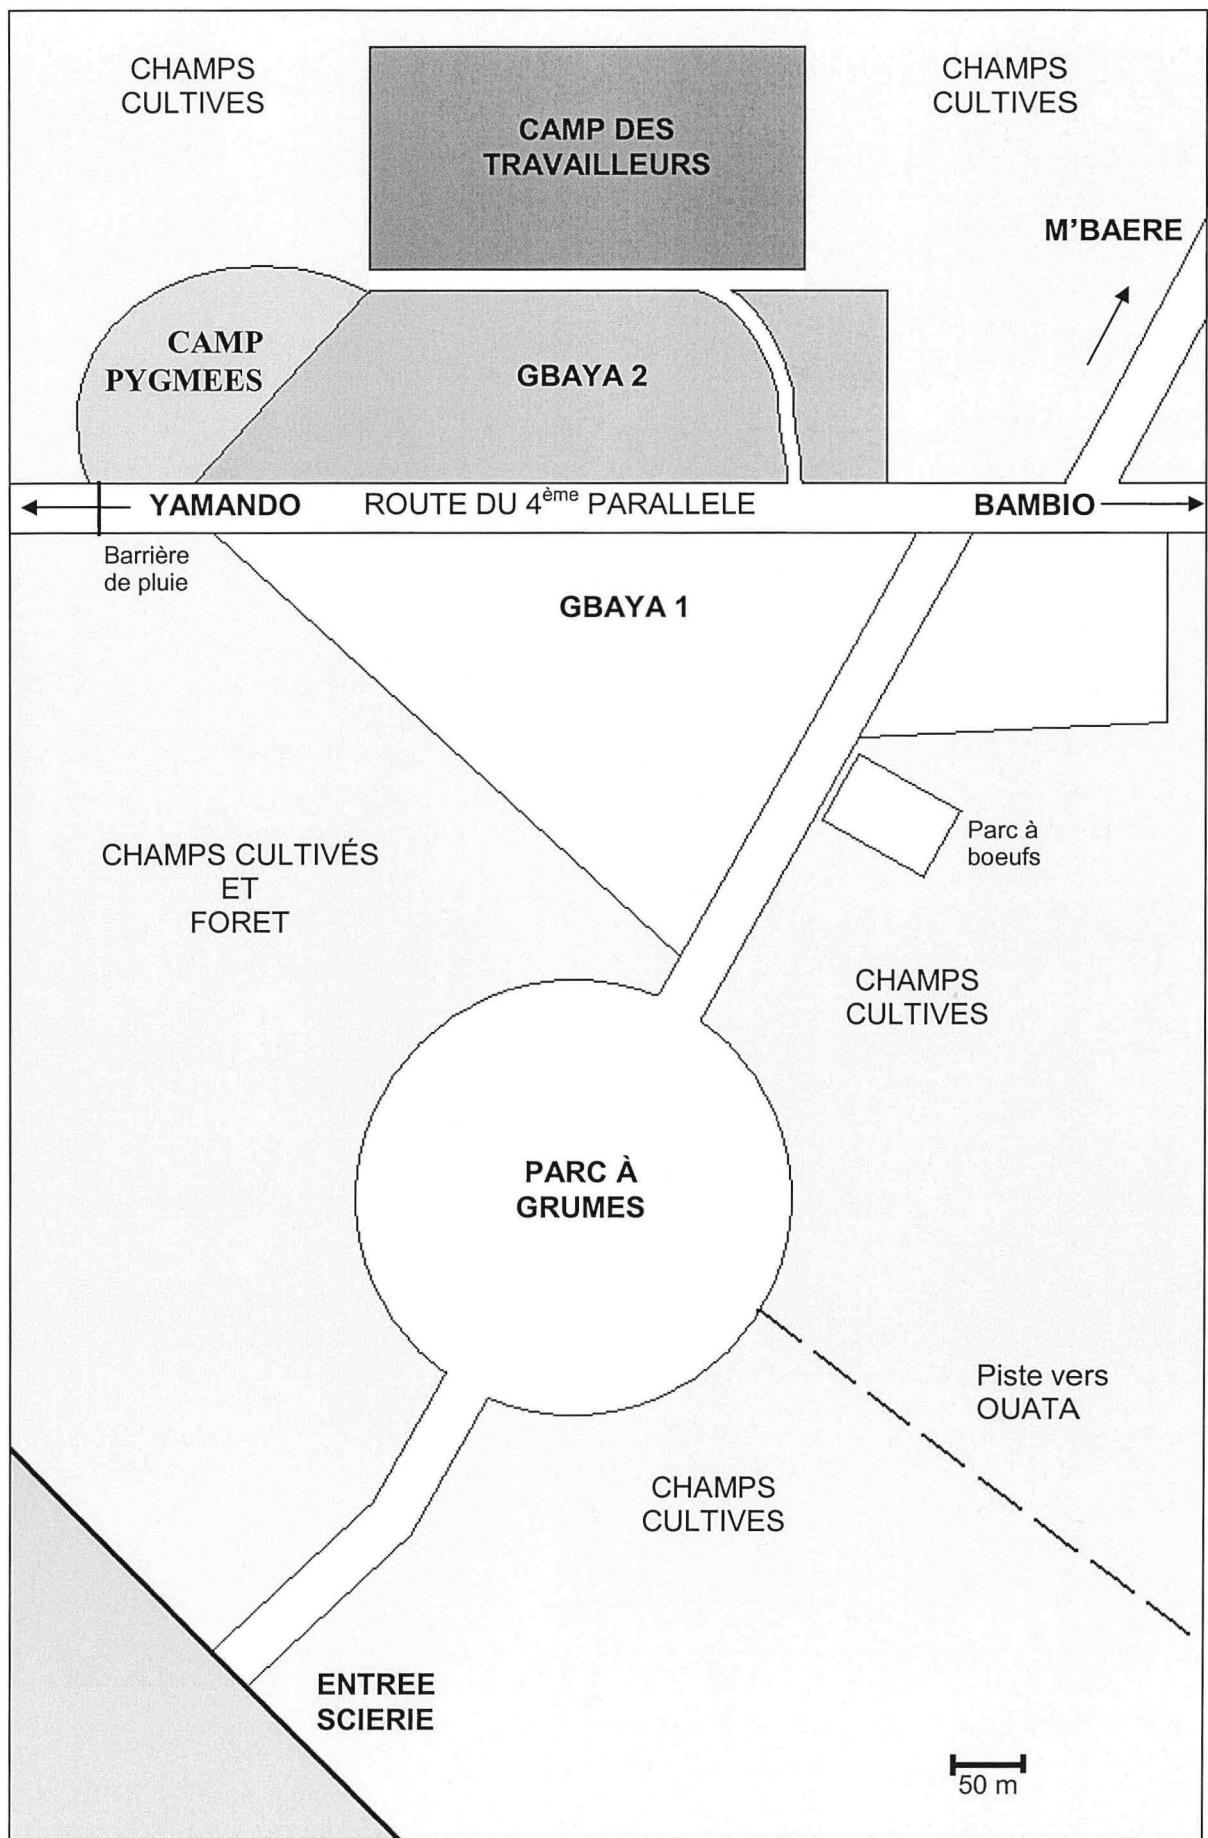 CHAMPS
CULTIVES
CAMP DES
TRAVAILLEURS
CHAMPS
CULTIVES
M'BAERE
CAMP
PYGMEES
GBAYA 2
YAMANDO
ROUTE DU 4ème PARALLELE
BAMBIO
Barrière
de pluie
GBAYA 1
Parc à
boeufs
CHAMPS CULTIVÉS
ET
FORET
CHAMPS
CULTIVES
PARC À
GRUMES
Piste vers
OUATA
CHAMPS
CULTIVES
ENTREE
SCIERIE
50 m